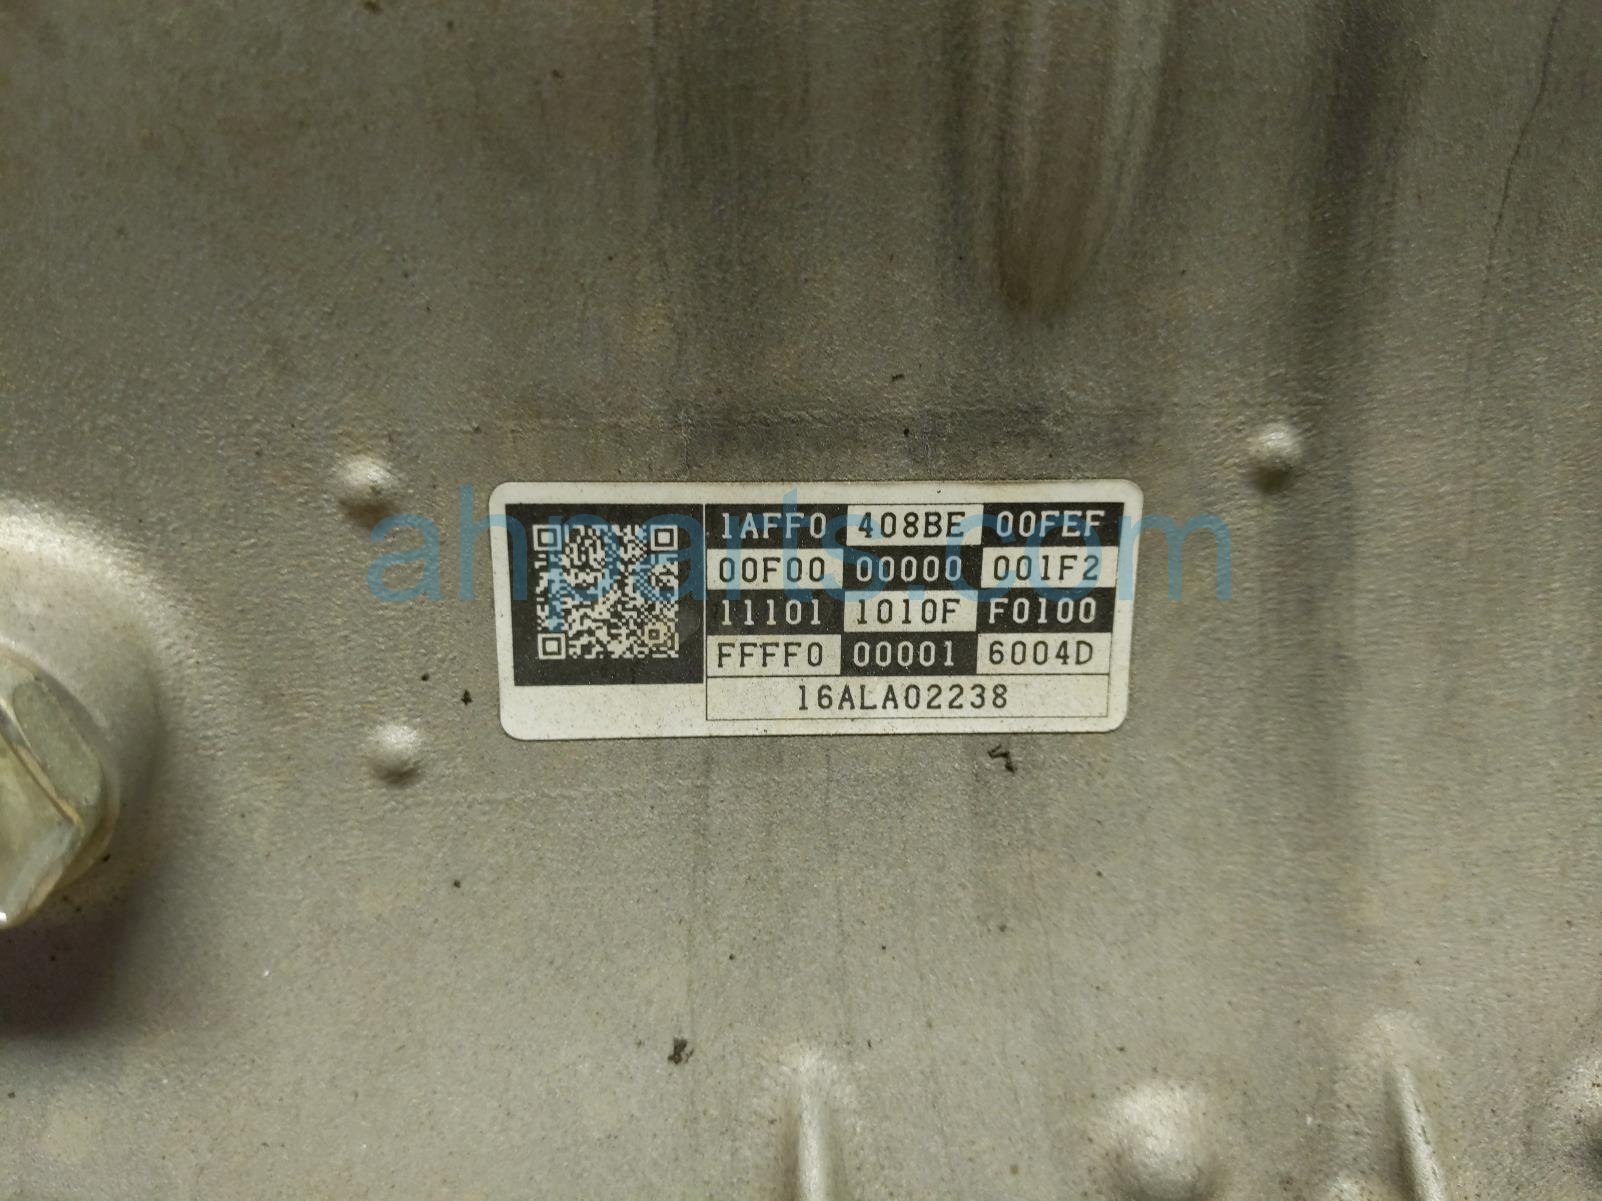 1AFF0 408BE 00FEF
00F00 00000 001F2
11101 1010F F0100
FFFF0 00001 6004D
16ALA02238
ahparts.com